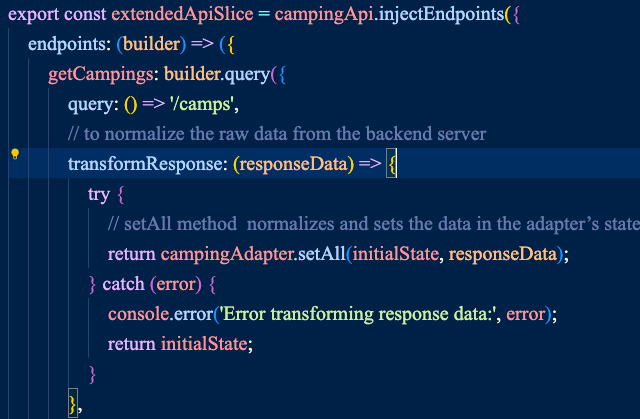 export const extendedApiSlice = campingApi.injectEndpoints({
endpoints: (builder) => ({
getCampings: builder.query({
query: () => '/camps',
// to normalize the raw data from the backend server
transformResponse: (responseData) => {
try {
// setAll method  normalizes and sets the data in the adapter’s state
return campingAdapter.setAll(initialState, responseData);
} catch (error) {
console.error('Error transforming response data:', error);
return initialState;
}
},